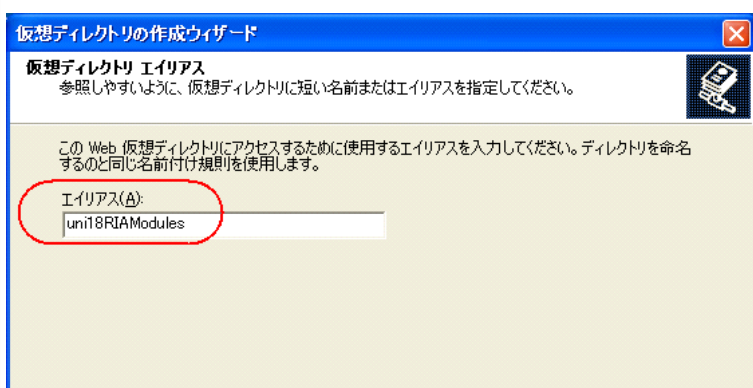 仮想ディレクトリの作成ウィザード
仮想ディレクトリ エイリアス
参照しやすいように、仮想ディレクトリに短い名前またはエイリアスを指定してください。
この Web 仮想ディレクトリにアクセスするために使用するエイリアスを入力してください。ディレクトリを命名
するのと同じ名前付け規則を使用します。
エイリアス(A):
uni18RIAModules